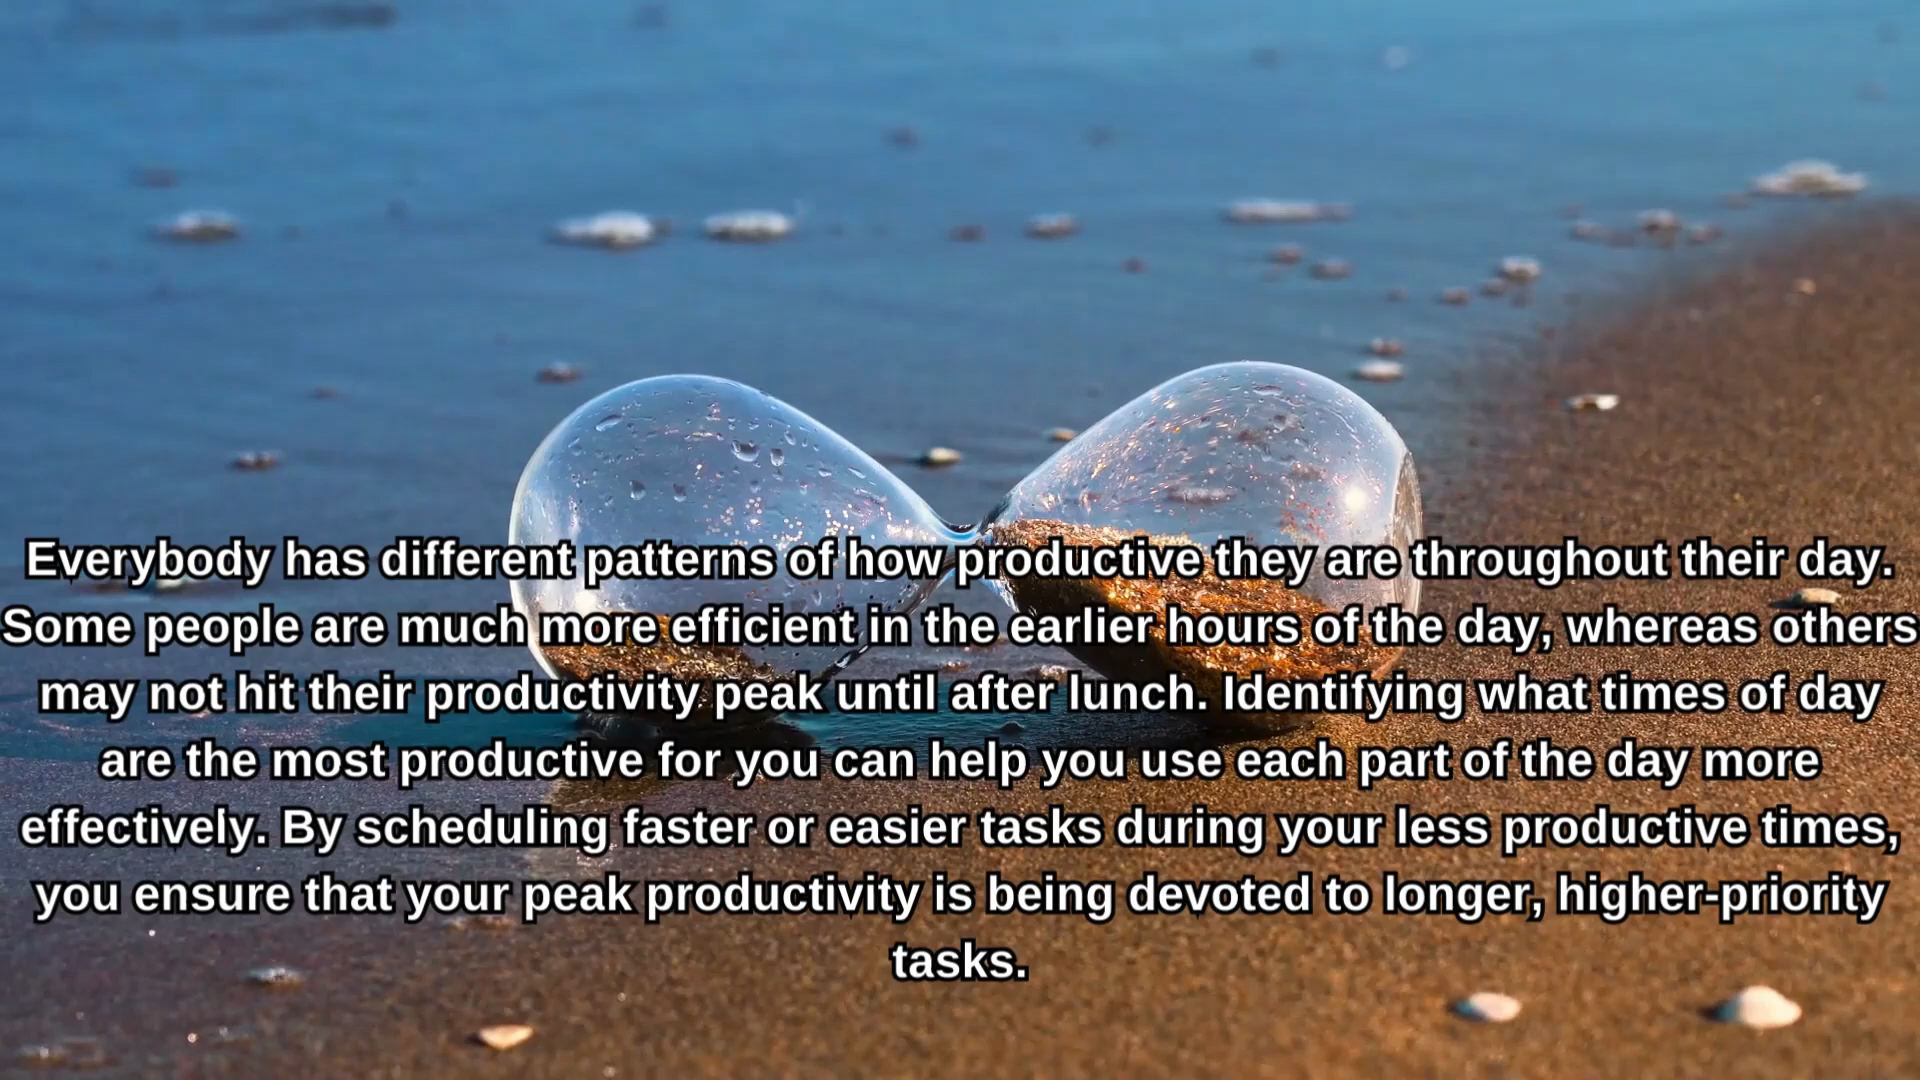 Everybody has different patterns of how productive they are throughout their day.
Some people are much more efficient in the earlier hours of the day, whereas others
may not hit their productivity peak until after lunch. Identifying what times of day
are the most productive for you can help you use each part of the day more
effectively. By scheduling faster or easier tasks during your less productive times,
you ensure that your peak productivity is being devoted to longer, higher-priority
tasks.